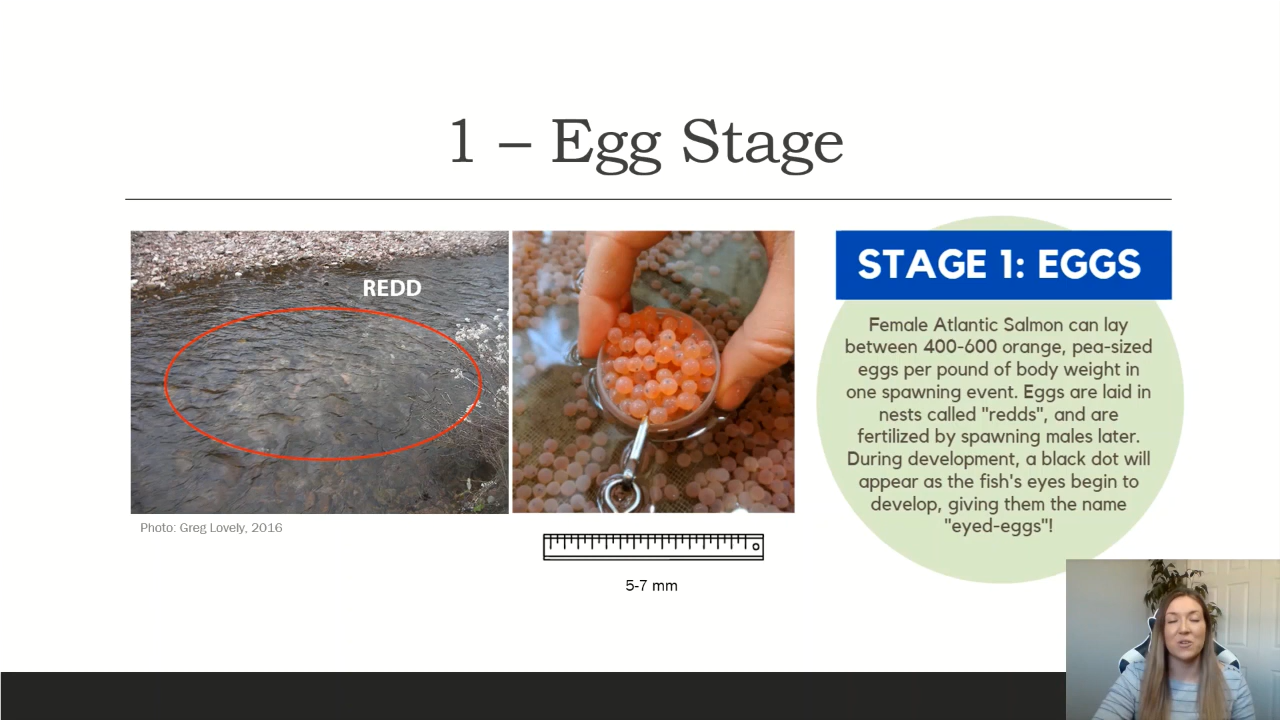 1 – Egg Stage
REDD
Photo: Greg Lovely, 2016
5-7 mm
STAGE 1: EGGS
Female Atlantic Salmon can lay
between 400-600 orange, pea-sized
eggs per pound of body weight in
one spawning event. Eggs are laid in
nests called "redds", and are
fertilized by spawning males later.
During development, a black dot will
appear as the fish's eyes begin to
develop, giving them the name
"eyed-eggs"!